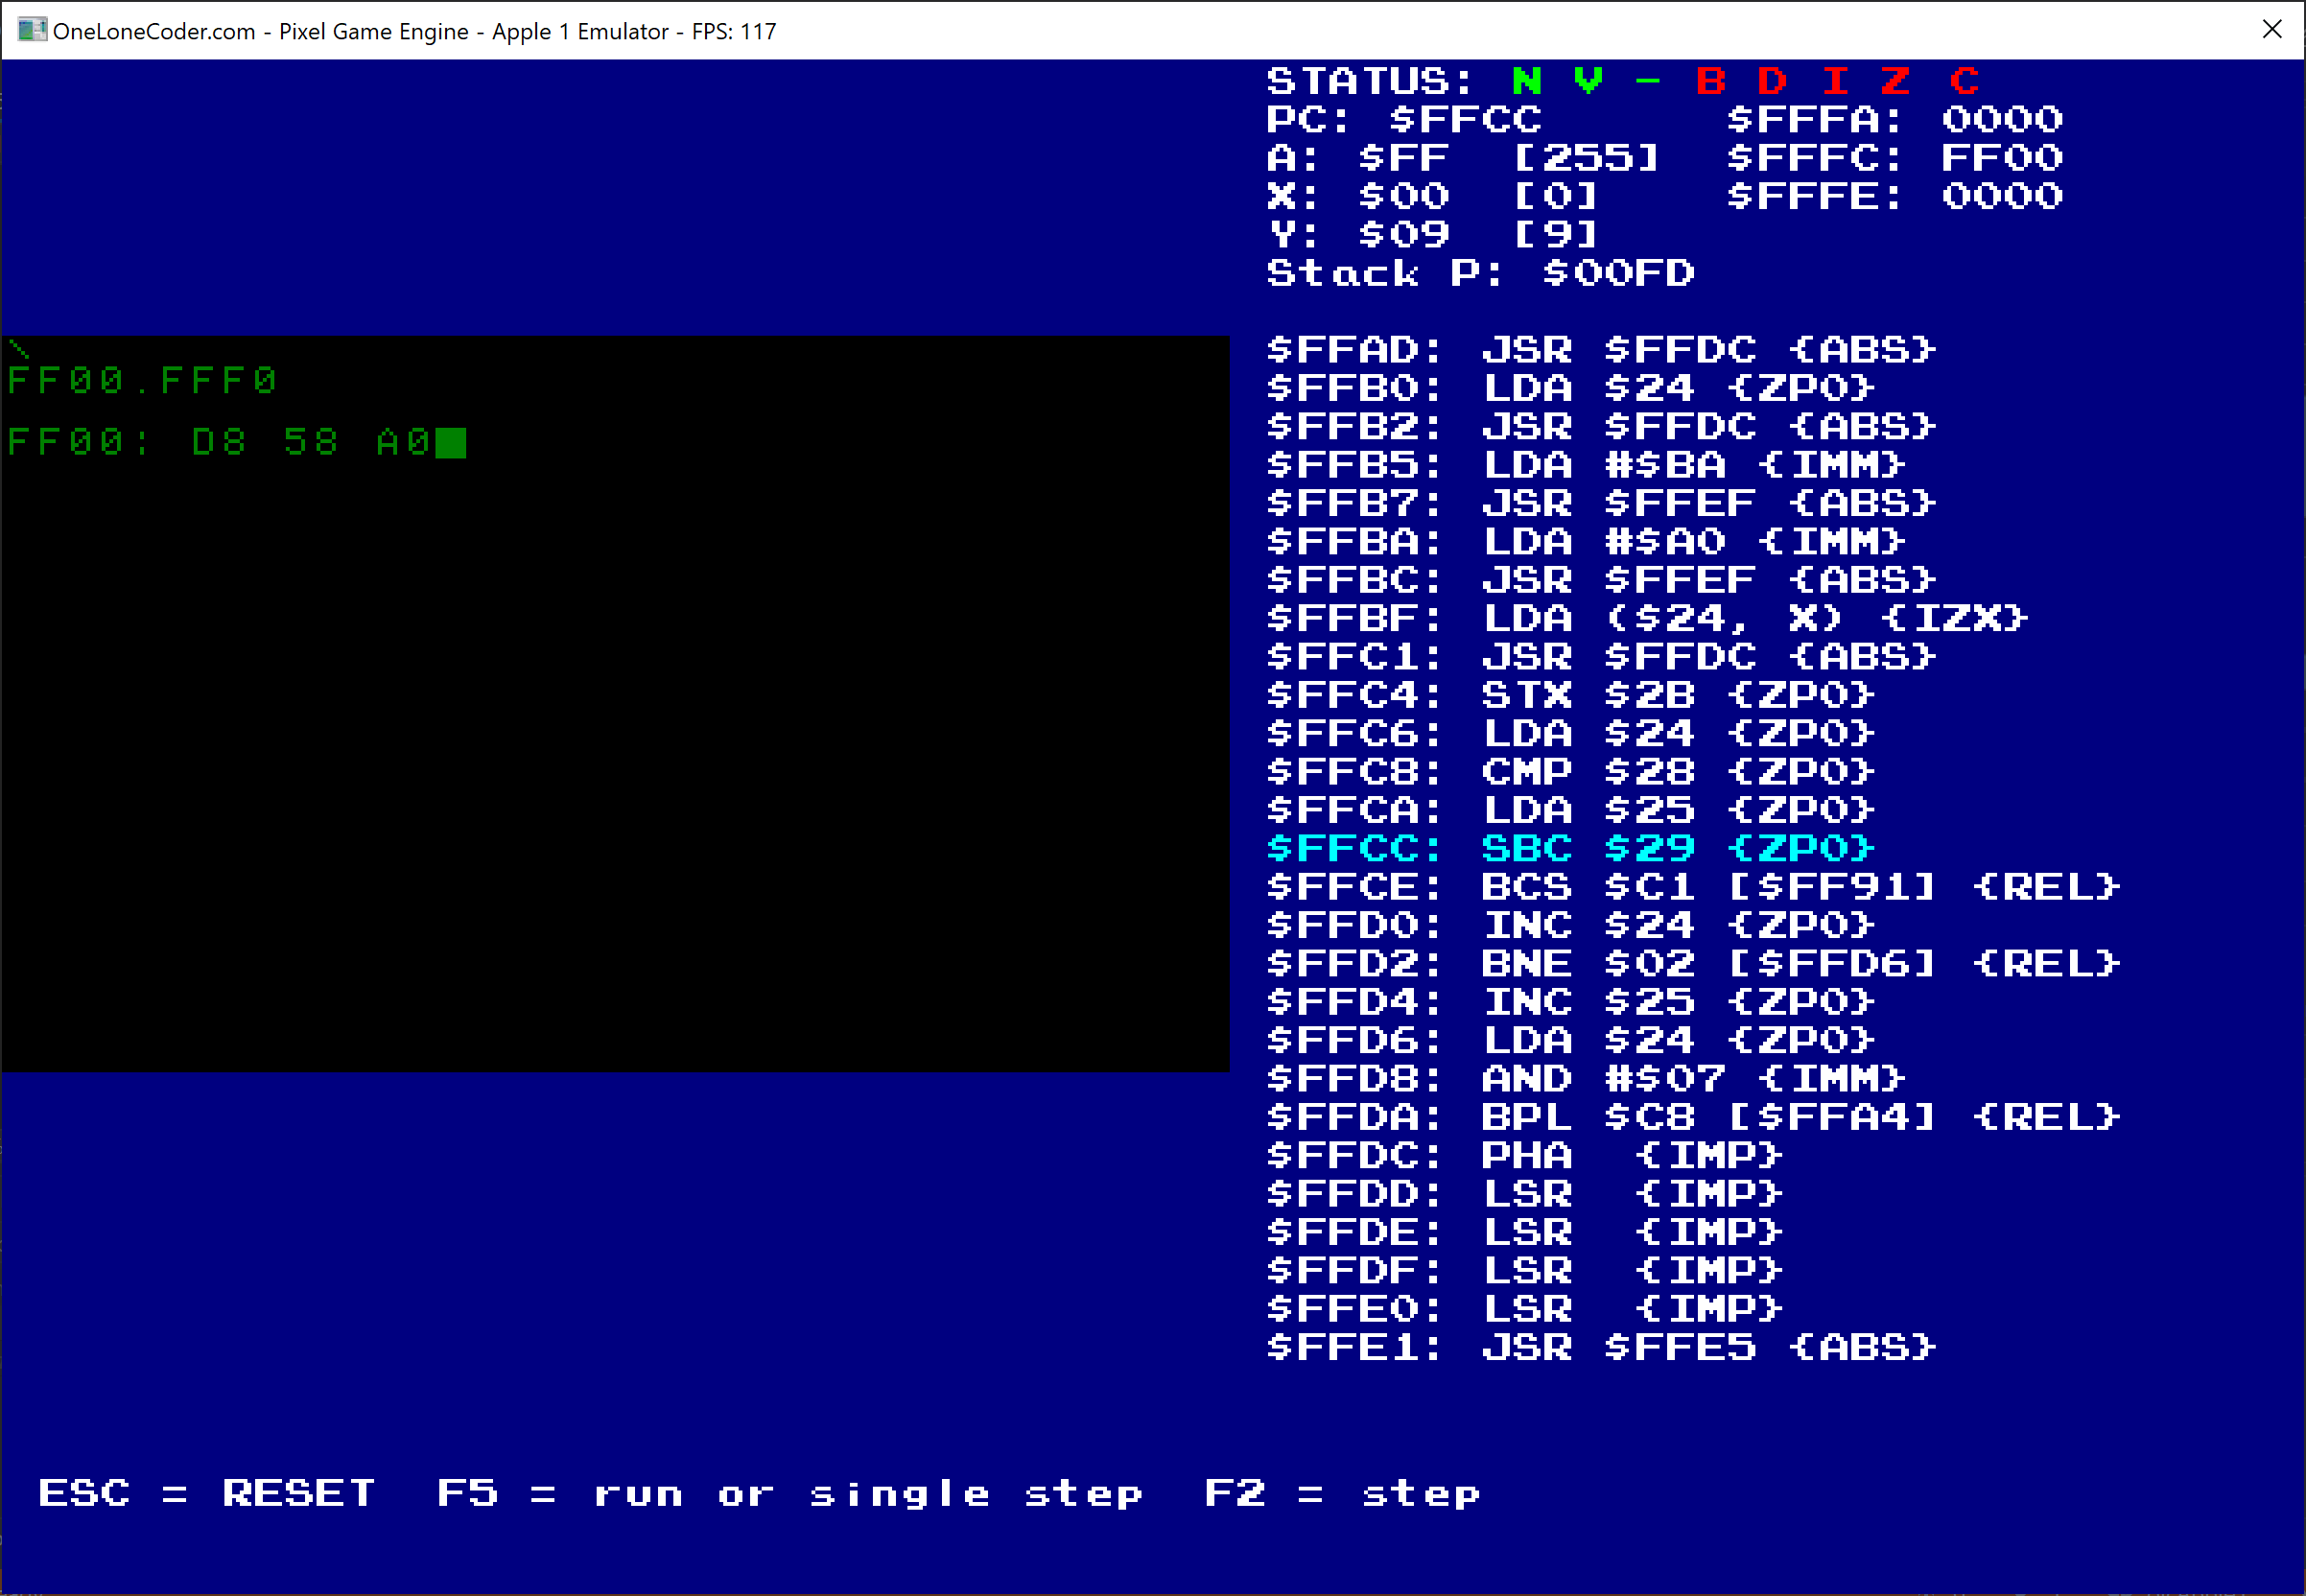 OneLoneCoder.com - Pixel Game Engine - Apple 1 Emulator - FPS: 117
STATUS: N V - B D I Z C
PC: $FFCC $FFFA: 0000
A: $FF [255] $FFFC: FF00
X: $00 [0] $FFFE: 0000
Y: $09 [9]
Stack P: $00FD
\
FF00.FFF0
FF00: D8 58 A0
$FFAD: JSR $FFDC {ABS}
$FFB0: LDA $24 {ZP0}
$FFB2: JSR $FFDC {ABS}
$FFB5: LDA #$BA {IMM}
$FFB7: JSR $FFEF {ABS}
$FFBA: LDA #$A0 {IMM}
$FFBC: JSR $FFEF {ABS}
$FFBF: LDA ($24, X) {IZX}
$FFC1: JSR $FFDC {ABS}
$FFC4: STX $2B {ZP0}
$FFC6: LDA $24 {ZP0}
$FFC8: CMP $28 {ZP0}
$FFCA: LDA $25 {ZP0}
$FFCC: SBC $29 {ZP0}
$FFCE: BCS $C1 [$FF91] {REL}
$FFD0: INC $24 {ZP0}
$FFD2: BNE $02 [$FFD6] {REL}
$FFD4: INC $25 {ZP0}
$FFD6: LDA $24 {ZP0}
$FFD8: AND #$07 {IMM}
$FFDA: BPL $C8 [$FFA4] {REL}
$FFDC: PHA {IMP}
$FFDD: LSR {IMP}
$FFDE: LSR {IMP}
$FFDF: LSR {IMP}
$FFE0: LSR {IMP}
$FFE1: JSR $FFE5 {ABS}
ESC = RESET F5 = run or single step F2 = step